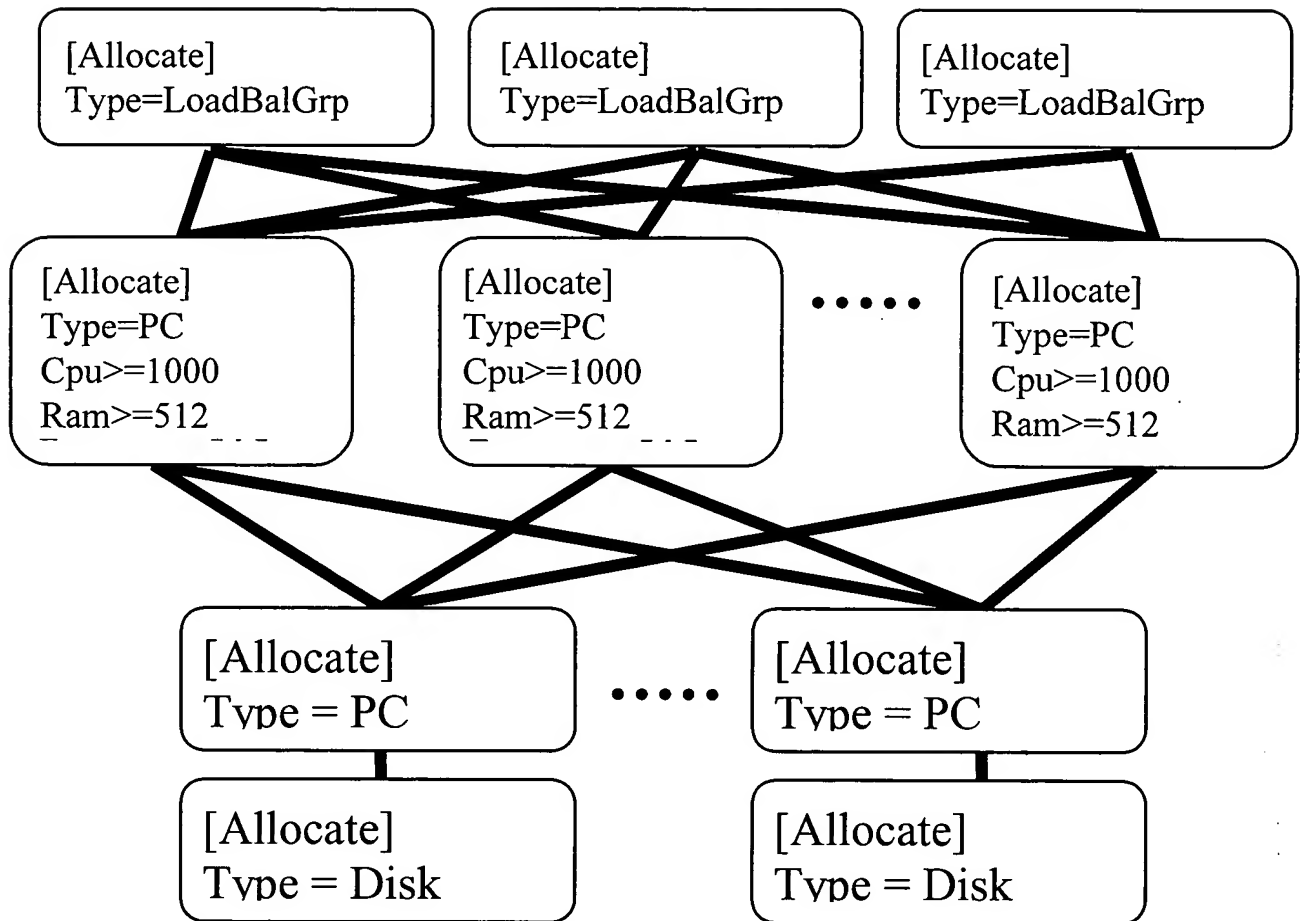 [Allocate]
Type=LoadBalGrp
[Allocate]
Type=LoadBalGrp
[Allocate]
Type=LoadBalGrp
[Allocate]
Type=PC
Cpu>=1000
Ram>=512
[Allocate]
Type=PC
Cpu>=1000
Ram>=512
[Allocate]
Type=PC
Cpu>=1000
Ram>=512
[Allocate]
Type = PC
[Allocate]
Type = PC
[Allocate]
Type = Disk
[Allocate]
Type = Disk